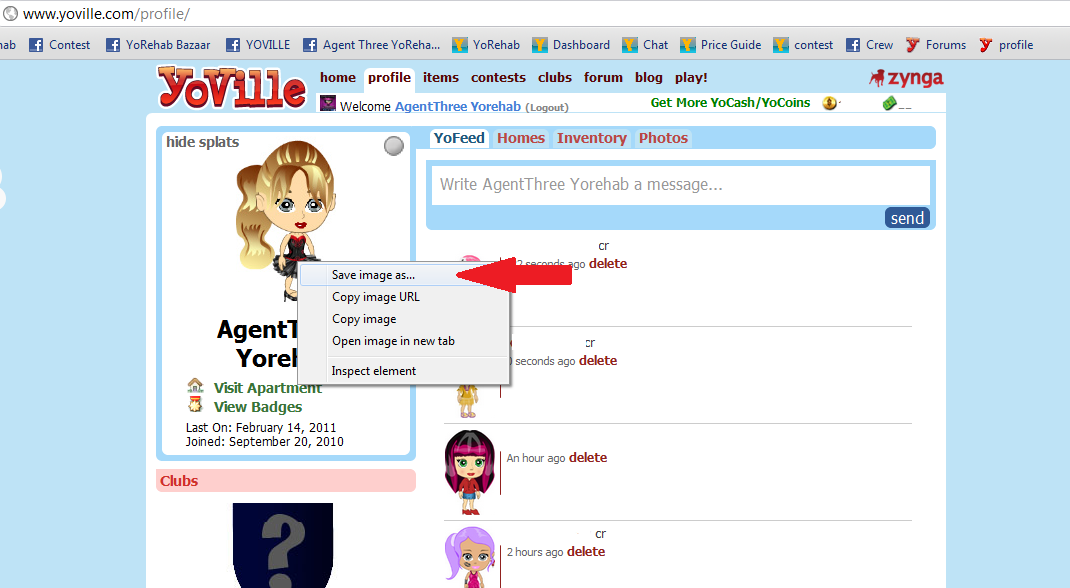 www.yoville.com/profile/
hab Contest YoRehab Bazaar YOVILLE Agent Three YoReha... YoRehab Dashboard Chat Price Guide contest Crew Forums profile
YoVille home profile items contests clubs forum blog play! zynga
Welcome AgentThree Yorehab (Logout) Get More YoCash/YoCoins
hide splats
YoFeed Homes Inventory Photos
Write AgentThree Yorehab a message...
send
cr
2 seconds ago delete
Save image as...
Copy image URL
Copy image
Open image in new tab
Inspect element
AgentT
Yoreh
Visit Apartment
View Badges
Last On: February 14, 2011
Joined: September 20, 2010
cr
0 seconds ago delete
An hour ago delete
Clubs
?
cr
2 hours ago delete